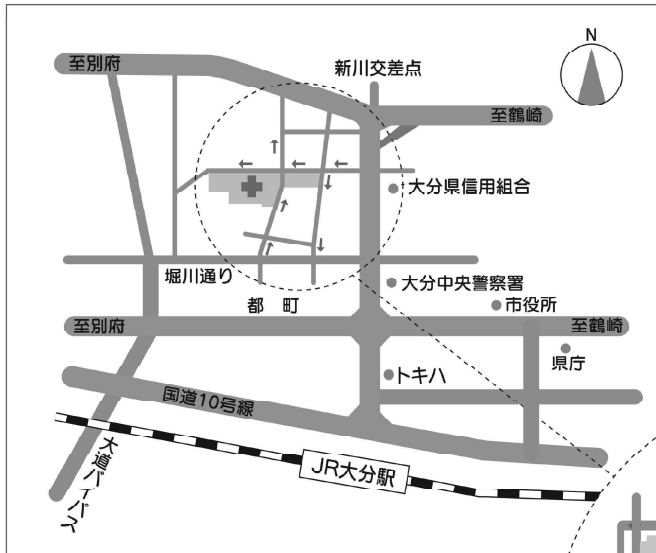 至別府
新川交差点
N
至鶴崎
大分県信用組合
堀川通り
大分中央警察署
都 町
市役所
至別府
至鶴崎
県庁
トキハ
国道10号線
JR大分駅
大道バイパス